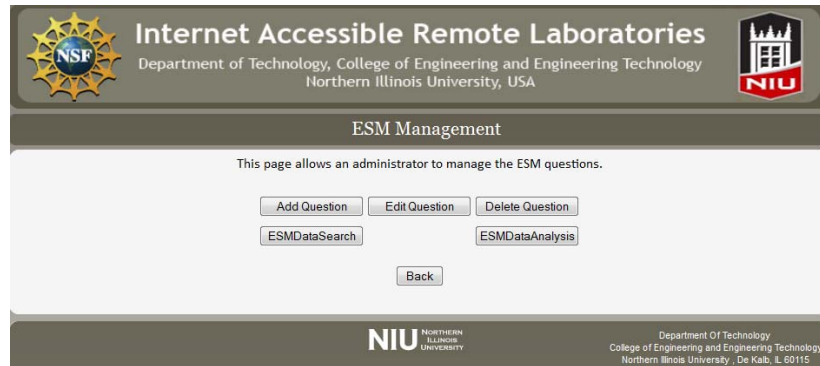 NSF
Internet Accessible Remote Laboratories
Department of Technology, College of Engineering and Engineering Technology
Northern Illinois University, USA
NIU
ESM Management
This page allows an administrator to manage the ESM questions.
Add Question Edit Question Delete Question
ESMDataSearch ESMDataAnalysis
Back
NIU NORTHERN
ILLINOIS
UNIVERSITY
Department Of Technology
College of Engineering and Engineering Technology
Northern Illinois University , De Kalb, IL 60115